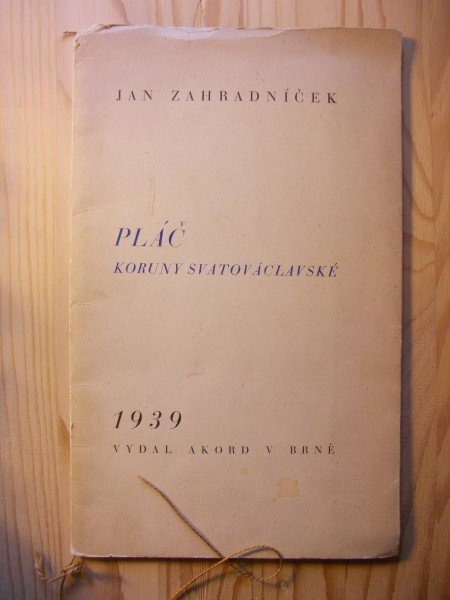 JAN ZAHRADNÍČEK
PLÁČ
KORUNY SVATOVÁCLAVSKÉ
1939
VYDAL AKORD V BRNĚ